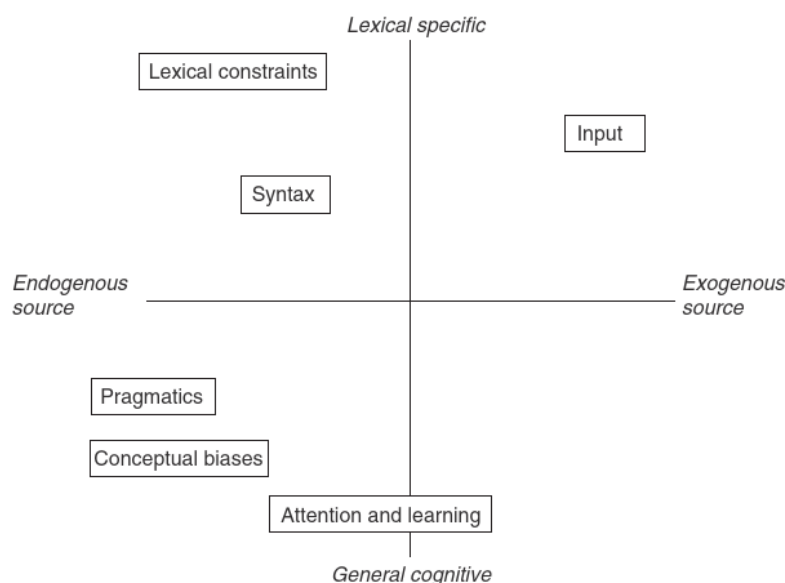 Lexical specific
Lexical constraints
Input
Syntax
Endogenous
source
Exogenous
source
Pragmatics
Conceptual biases
Attention and learning
General cognitive